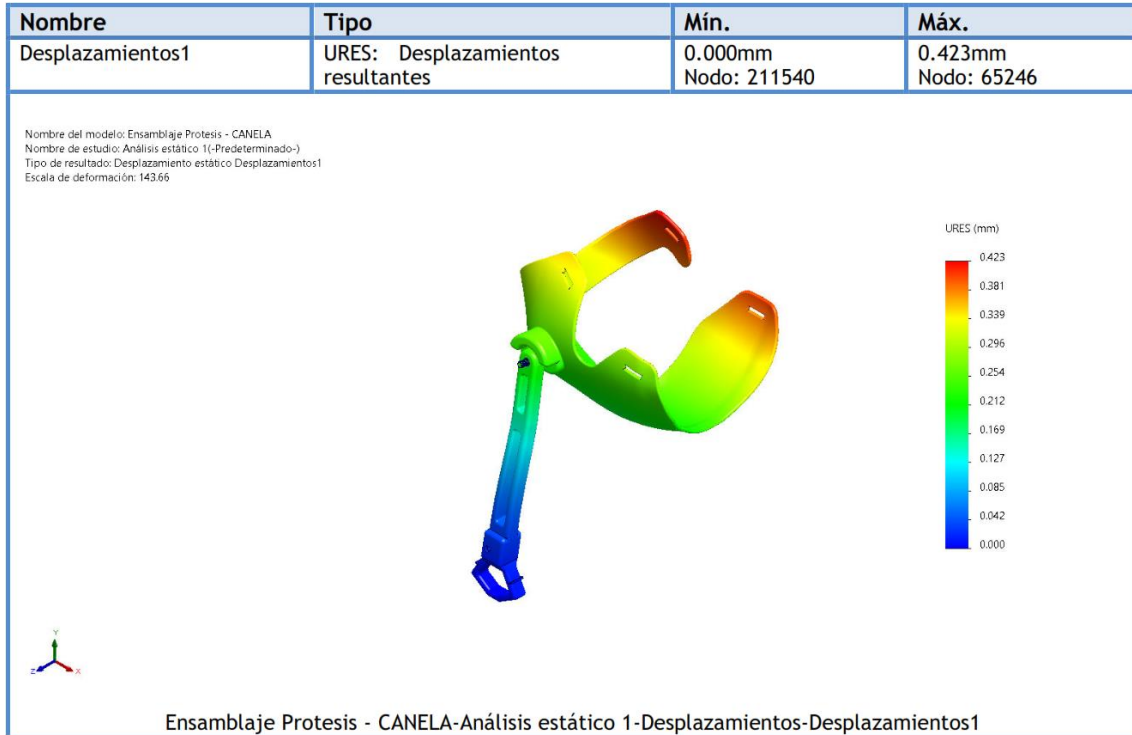 Nombre Tipo Mín. Máx.
Desplazamientos1 URES: Desplazamientos 0.000mm 0.423mm
resultantes Nodo: 211540 Nodo: 65246
Nombre del modelo: Ensamblaje Protesis - CANELA
Nombre de estudio: Análisis estático 1(-Predeterminado-)
Tipo de resultado: Desplazamiento estático Desplazamientos1
Escala de deformación: 143.66
URES (mm)
0.423
0.381
0.339
0.296
0.254
0.212
0.169
0.127
0.085
0.042
0.000
Y
Z X
Ensamblaje Protesis - CANELA-Análisis estático 1-Desplazamientos-Desplazamientos1